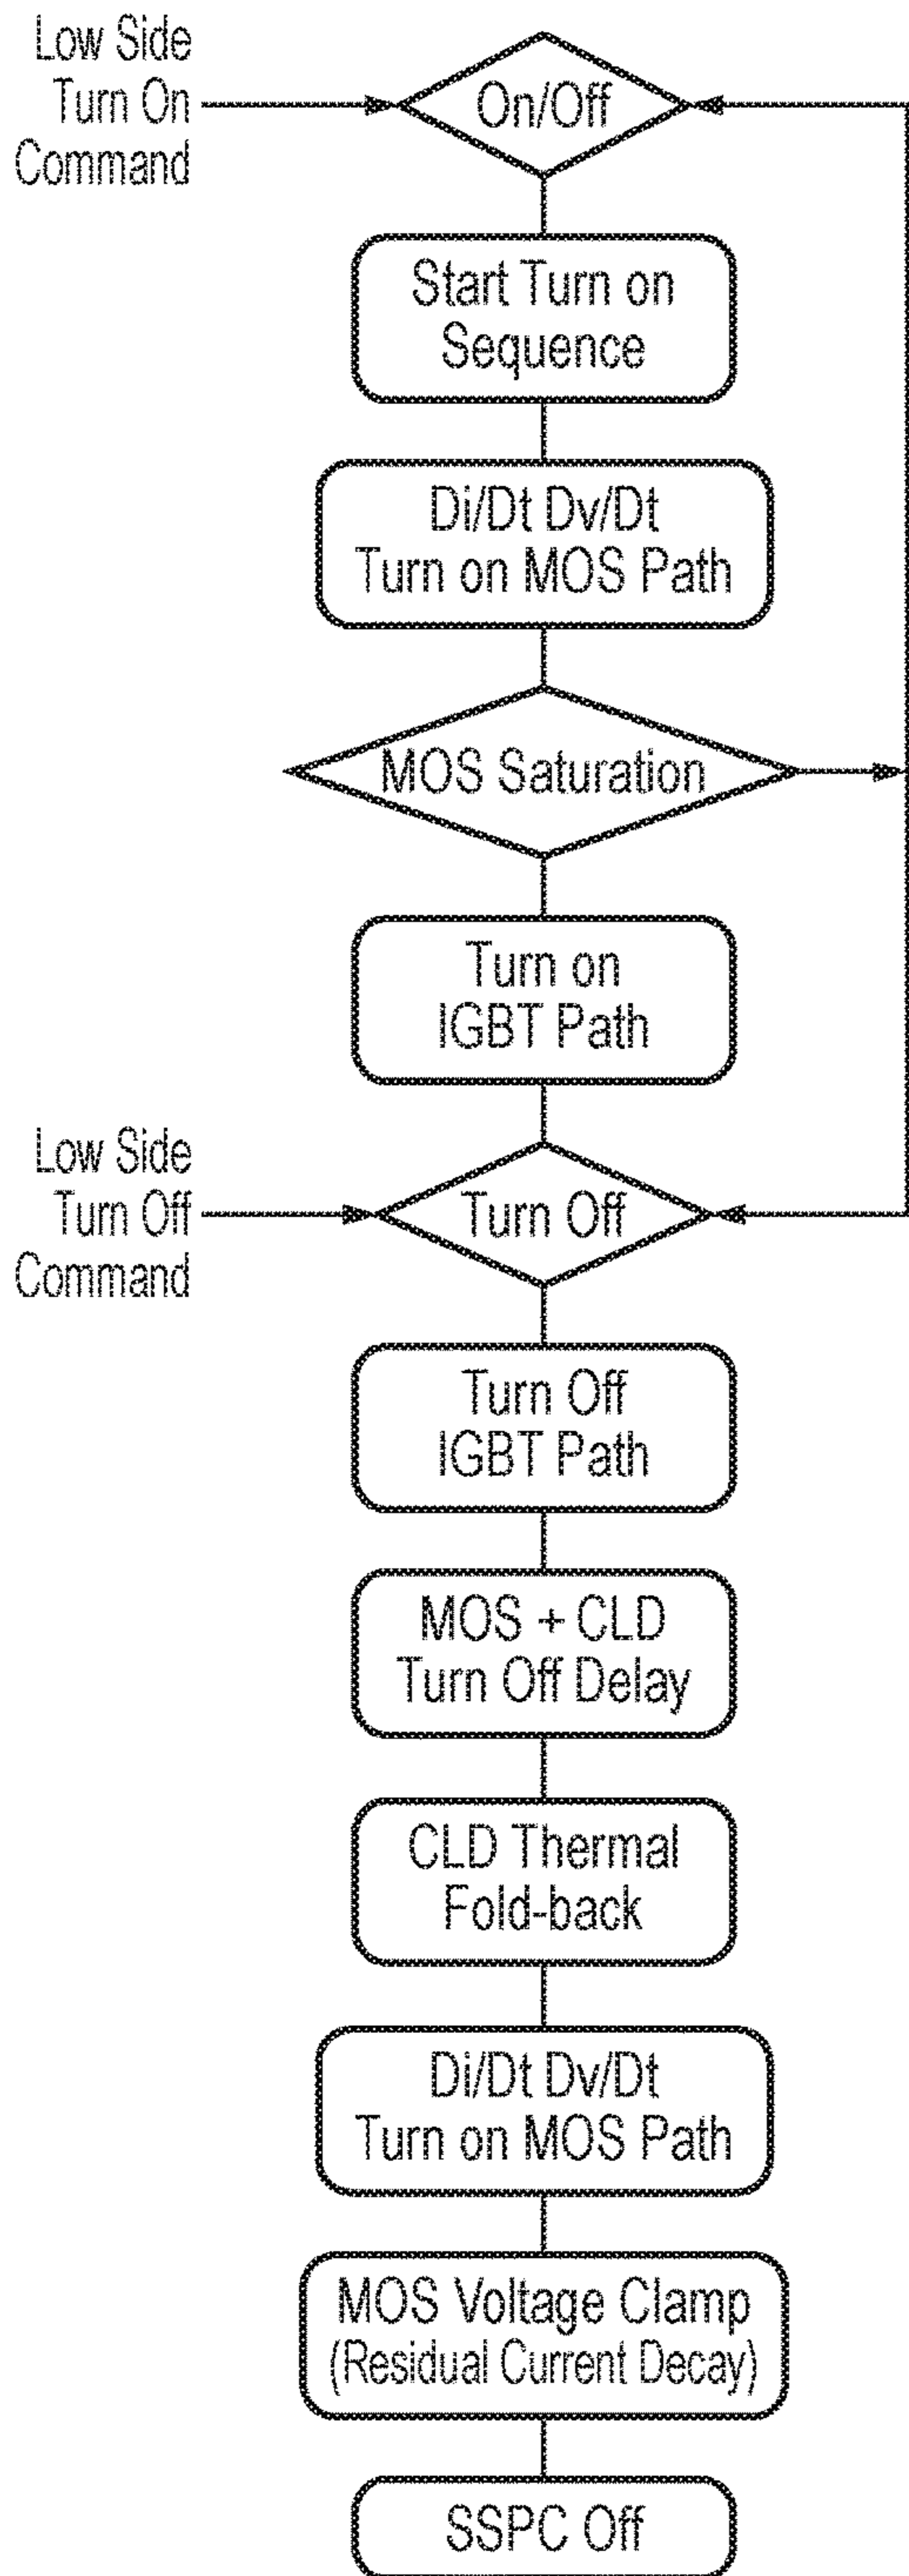 Low Side
Turn On
Command
On/Off
Start Turn on
Sequence
Di/Dt Dv/Dt
Turn on MOS Path
MOS Saturation
Turn on
IGBT Path
Low Side
Turn Off
Command
Turn Off
Turn Off
IGBT Path
MOS + CLD
Turn Off Delay
CLD Thermal
Fold-back
Di/Dt Dv/Dt
Turn on MOS Path
MOS Voltage Clamp
(Residual Current Decay)
SSPC Off